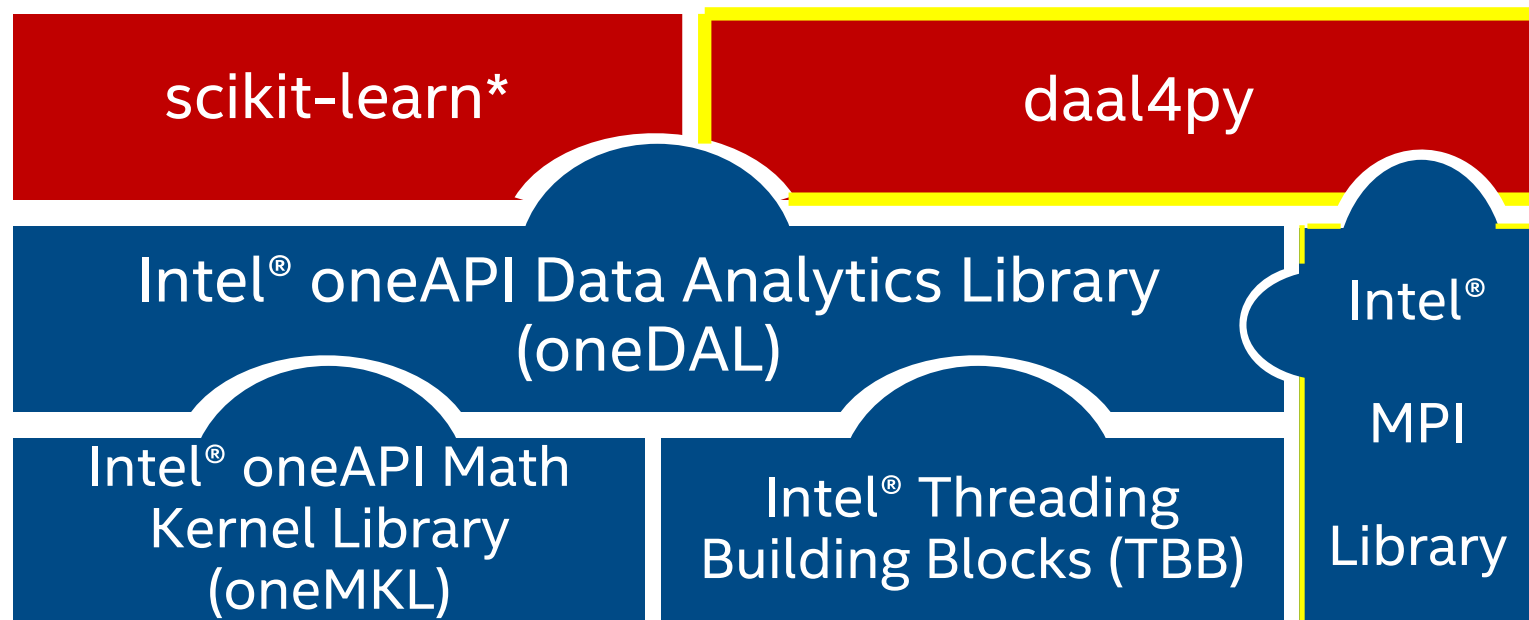 scikit-learn*
daal4py
Intel® oneAPI Data Analytics Library
(oneDAL)
Intel®
MPI
Library
Intel® oneAPI Math
Kernel Library
(oneMKL)
Intel® Threading
Building Blocks (TBB)